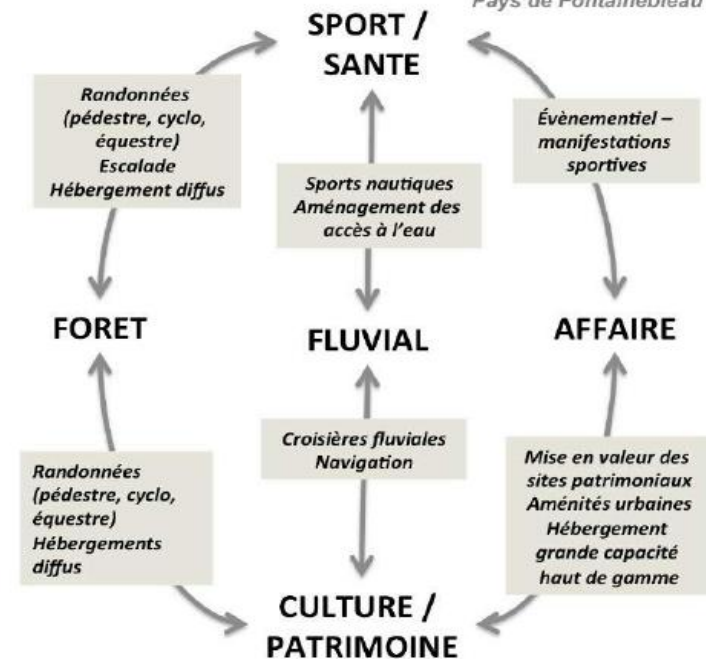 Pays de Fontainebleau
SPORT /
SANTE
Randonnées
(pédestre, cyclo,
équestre)
Escalade
Hébergement diffus
Évènementiel –
manifestations
sportives
Sports nautiques
Aménagement des
accès à l'eau
FORET
FLUVIAL
AFFAIRE
Croisières fluviales
Navigation
Randonnées
(pédestre, cyclo,
équestre)
Hébergements
diffus
Mise en valeur des
sites patrimoniaux
Aménités urbaines
Hébergement
grande capacité
haut de gamme
CULTURE /
PATRIMOINE